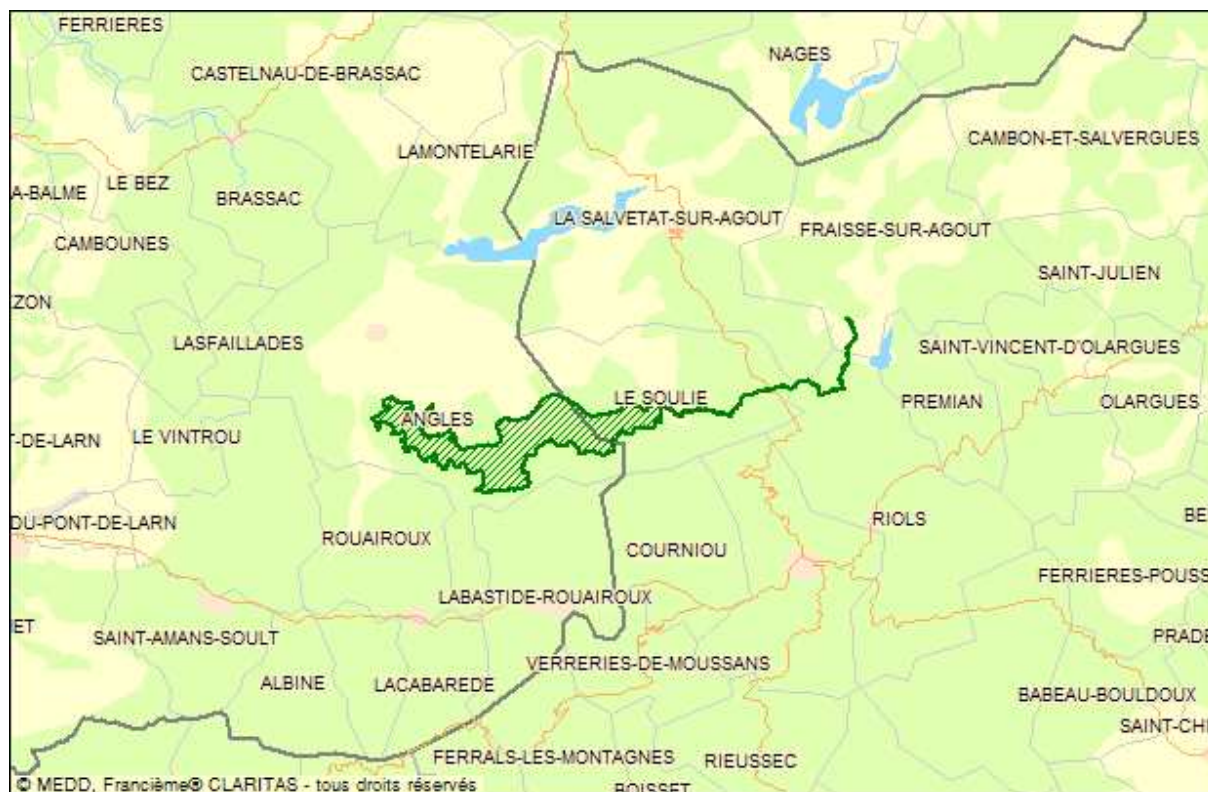 FERRIERES
NAGES
CASTELNAU-DE-BRASSAC
CAMBON-ET-SALVERGUES
LAMONTELARIE
LE BEZ
A-BALME
BRASSAC
LA SALVETAT-SUR-AGOUT
FRAISSE-SUR-AGOUT
CAMBOUNES
SAINT-JULIEN
ZON
LASFAILLADES
SAINT-VINCENT-D'OLARGUES
LE SOULIE
PREMIAN
OLARGUES
ANGLES
T-DE-LARN
LE VINTROU
DU-PONT-DE-LARN
RIOLS
BE
ROUAIROUX
COURNIOU
FERRIERES-POUSS
LABASTIDE-ROUAIROUX
ET
SAINT-AMANS-SOULT
PRADE
VERRERIES-DE-MOUSSANS
ALBINE
LACABAREDE
BABEAU-BOULDOUX
SAINT-CHI
FERRALS-LES-MONTAGNES
RIEUSSEC
BOISSET
© MEDD, Francième® CLARITAS - tous droits réservés